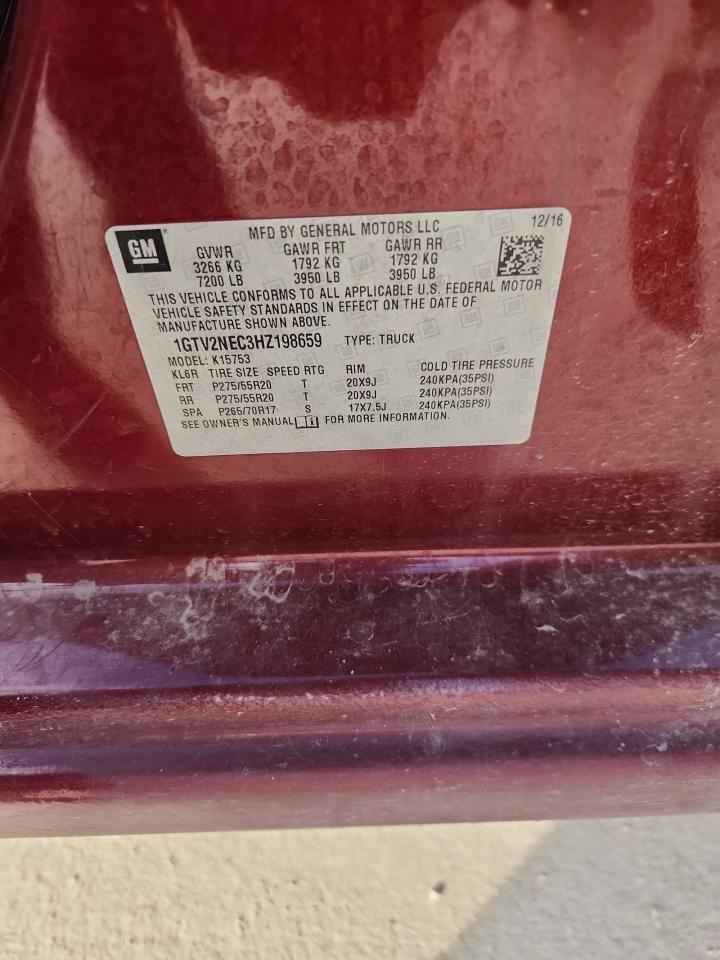 GM
MFD BY GENERAL MOTORS LLC 12/16
GVWR GAWR FRT GAWR RR
3266 KG 1792 KG 1792 KG
7200 LB 3950 LB 3950 LB
THIS VEHICLE CONFORMS TO ALL APPLICABLE U.S. FEDERAL MOTOR
VEHICLE SAFETY STANDARDS IN EFFECT ON THE DATE OF
MANUFACTURE SHOWN ABOVE.
1GTV2NEC3HZ198659 TYPE: TRUCK
MODEL: K15753
KL6R TIRE SIZE SPEED RTG RIM COLD TIRE PRESSURE
FRT P275/55R20 T 20X9J 240KPA(35PSI)
RR P275/55R20 T 20X9J 240KPA(35PSI)
SPA P265/70R17 S 17X7.5J 240KPA(35PSI)
SEE OWNER'S MANUAL i FOR MORE INFORMATION.